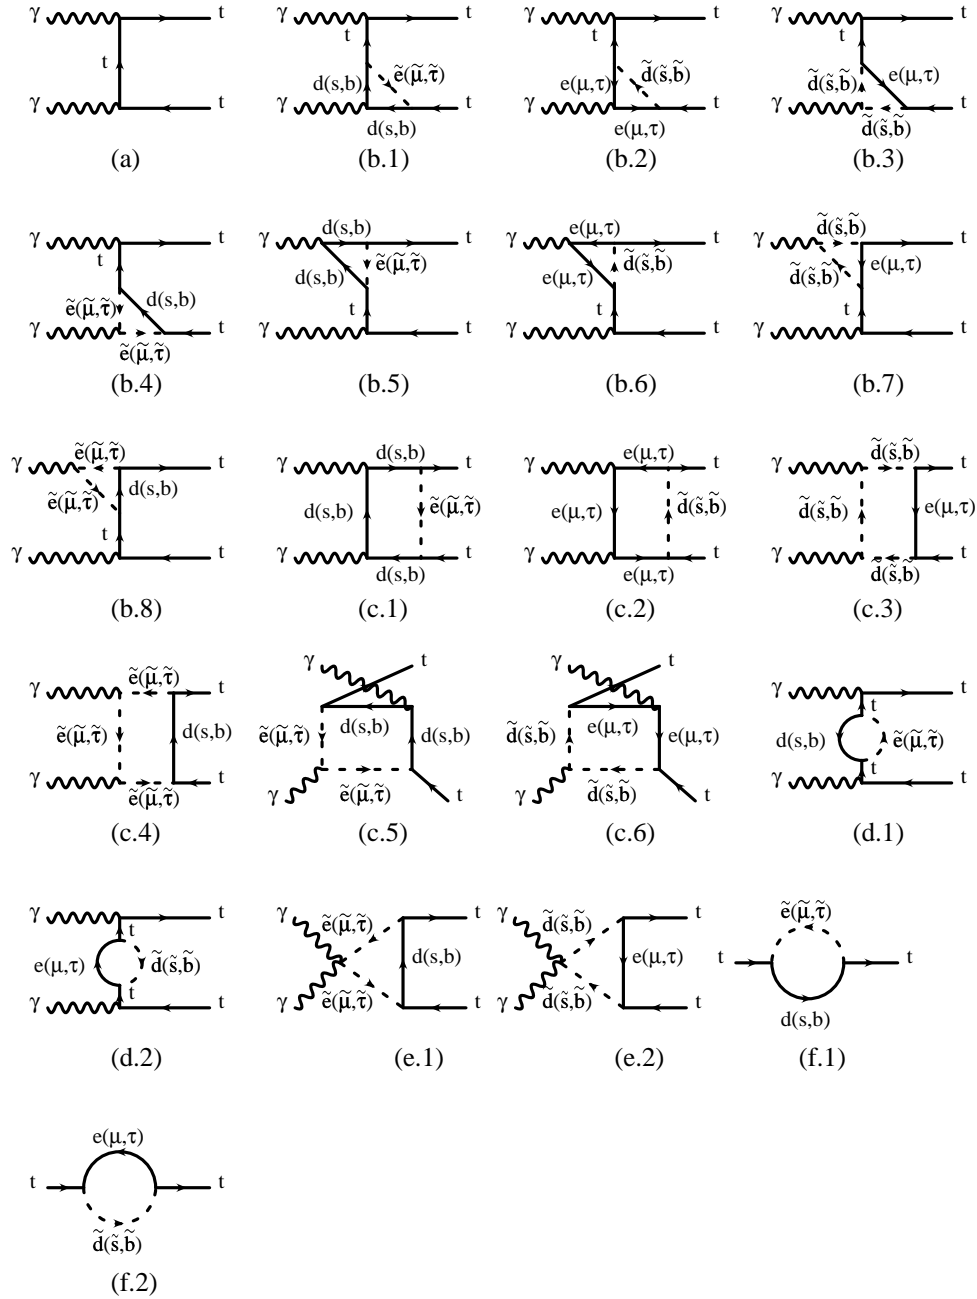 γ t γ t γ t γ t
t t t t
ẽ(μ̃,τ̃) d̃(s̃,b̃) d̃(s̃,b̃) e(μ,τ)
d(s,b) e(μ,τ)
γ t γ t γ t γ t
d(s,b) e(μ,τ) d̃(s̃,b̃)
(a) (b.1) (b.2) (b.3)
d(s,b) e(μ,τ) d̃(s̃,b̃)
γ t γ t γ t γ t
t ẽ(μ̃,τ̃) d̃(s̃,b̃) e(μ,τ)
d(s,b) d(s,b) e(μ,τ) d̃(s̃,b̃)
ẽ(μ̃,τ̃) t t t
γ t γ t γ t γ t
ẽ(μ̃,τ̃)
(b.4) (b.5) (b.6) (b.7)
ẽ(μ̃,τ̃) d(s,b) e(μ,τ) d̃(s̃,b̃)
γ t γ t γ t γ t
d(s,b)
ẽ(μ̃,τ̃) d(s,b) ẽ(μ̃,τ̃) e(μ,τ) d̃(s̃,b̃) d̃(s̃,b̃) e(μ,τ)
t
γ t γ t γ t γ t
d(s,b) e(μ,τ) d̃(s̃,b̃)
(b.8) (c.1) (c.2) (c.3)
γ t γ t
ẽ(μ̃,τ̃)
γ t γ t
t
ẽ(μ̃,τ̃) d(s,b) ẽ(μ̃,τ̃) d(s,b) d(s,b) d̃(s̃,b̃) e(μ,τ) e(μ,τ) d(s,b) ẽ(μ̃,τ̃)
t
γ t γ t
ẽ(μ̃,τ̃) ẽ(μ̃,τ̃) d̃(s̃,b̃)
γ t γ t
(c.4) (c.5) (c.6) (d.1)
γ t γ t γ t ẽ(μ̃,τ̃)
t ẽ(μ̃,τ̃) d̃(s̃,b̃)
e(μ,τ) d̃(s̃,b̃) d(s,b) e(μ,τ) t t
t ẽ(μ̃,τ̃) d̃(s̃,b̃)
γ t γ t γ t d(s,b)
(d.2) (e.1) (e.2) (f.1)
e(μ,τ)
t t
d̃(s̃,b̃)
(f.2)